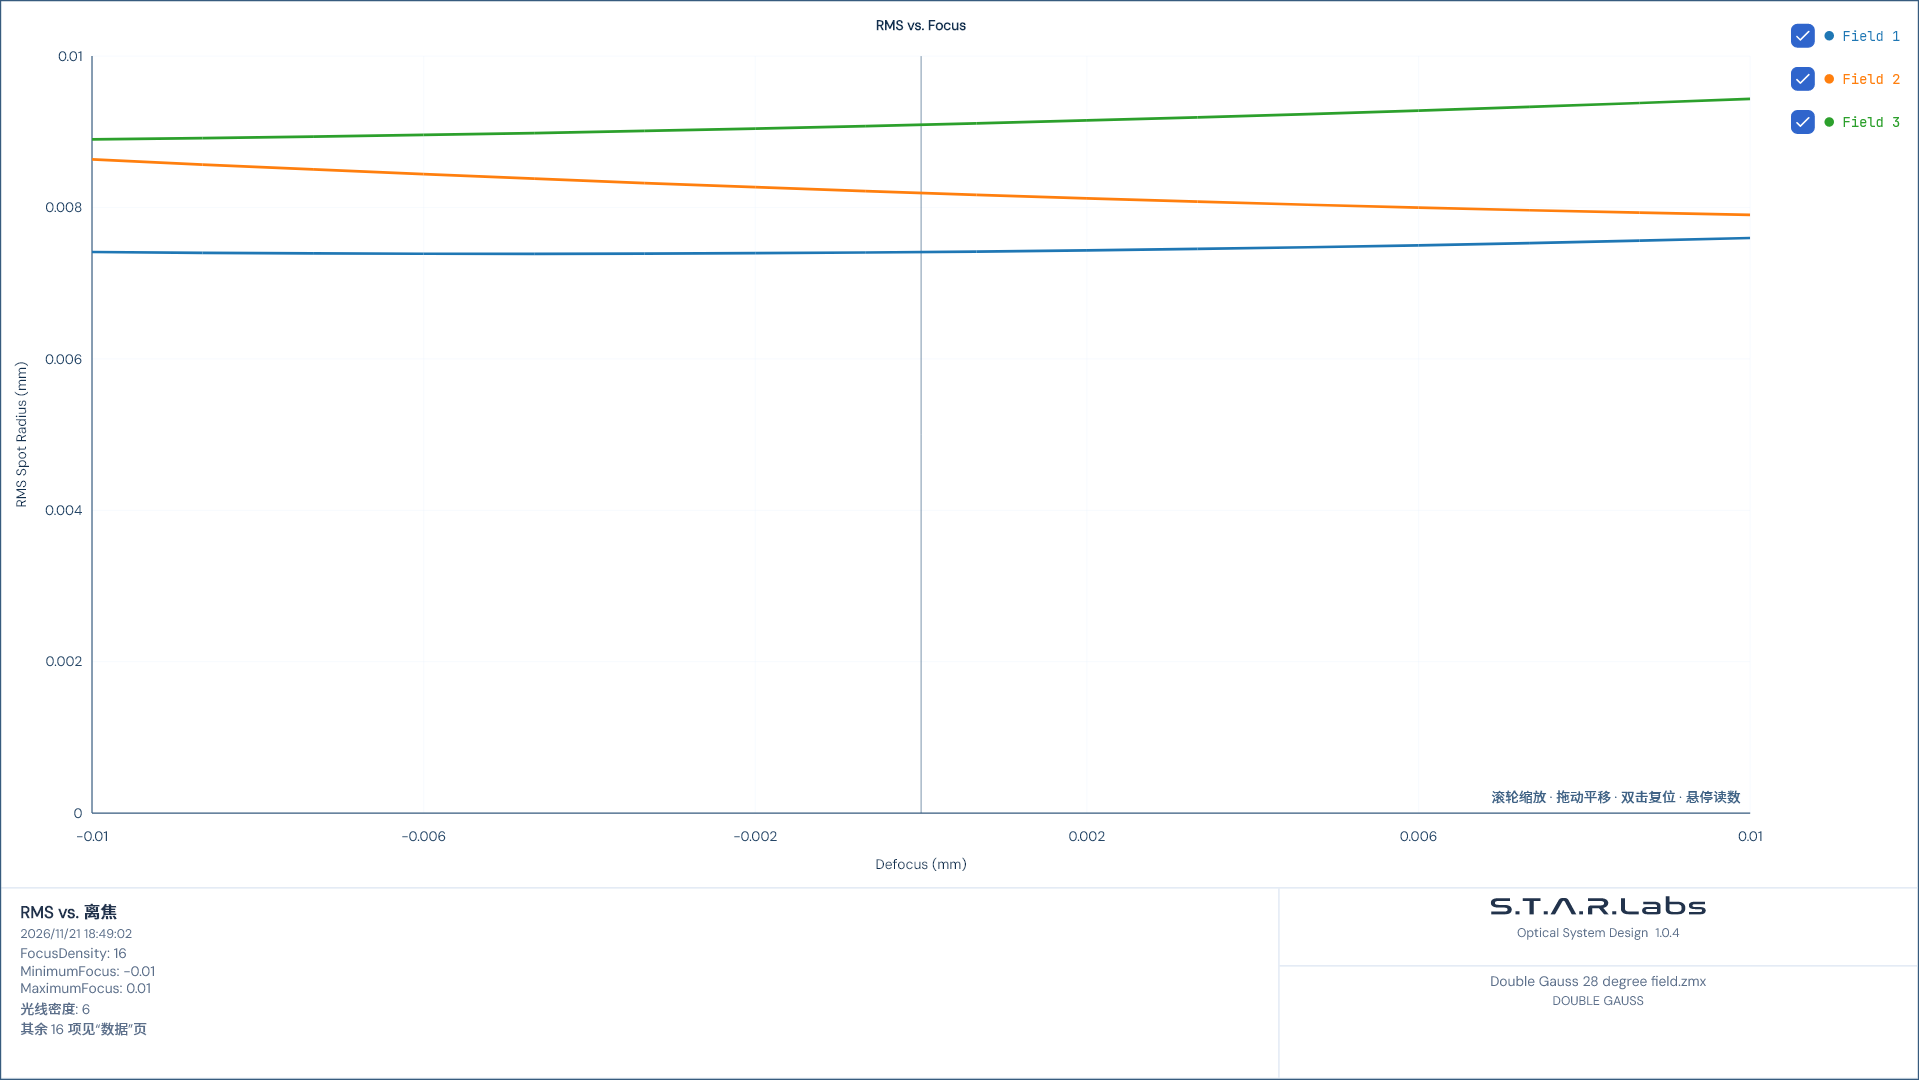 RMS vs. Focus
Field 1
Field 2
Field 3
0.01
0.008
0.006
0.004
0.002
0
RMS Spot Radius (mm)
-0.01
-0.006
-0.002
0.002
0.006
0.01
Defocus (mm)
滚轮缩放 · 拖动平移 · 双击复位 · 悬停读数
RMS vs. 离焦
2026/11/21 18:49:02
FocusDensity: 16
MinimumFocus: -0.01
MaximumFocus: 0.01
光线密度: 6
其余 16 项见“数据”页
S.T.A.R.Labs
Optical System Design 1.0.4
Double Gauss 28 degree field.zmx
DOUBLE GAUSS